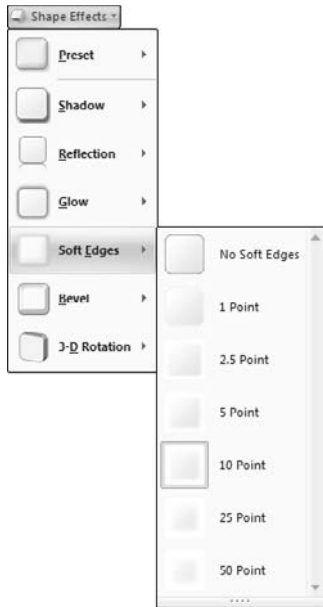 Shape Effects
Preset
Shadow
Reflection
Glow
Soft Edges
Bevel
3-D Rotation
No Soft Edges
1 Point
2.5 Point
5 Point
10 Point
25 Point
50 Point